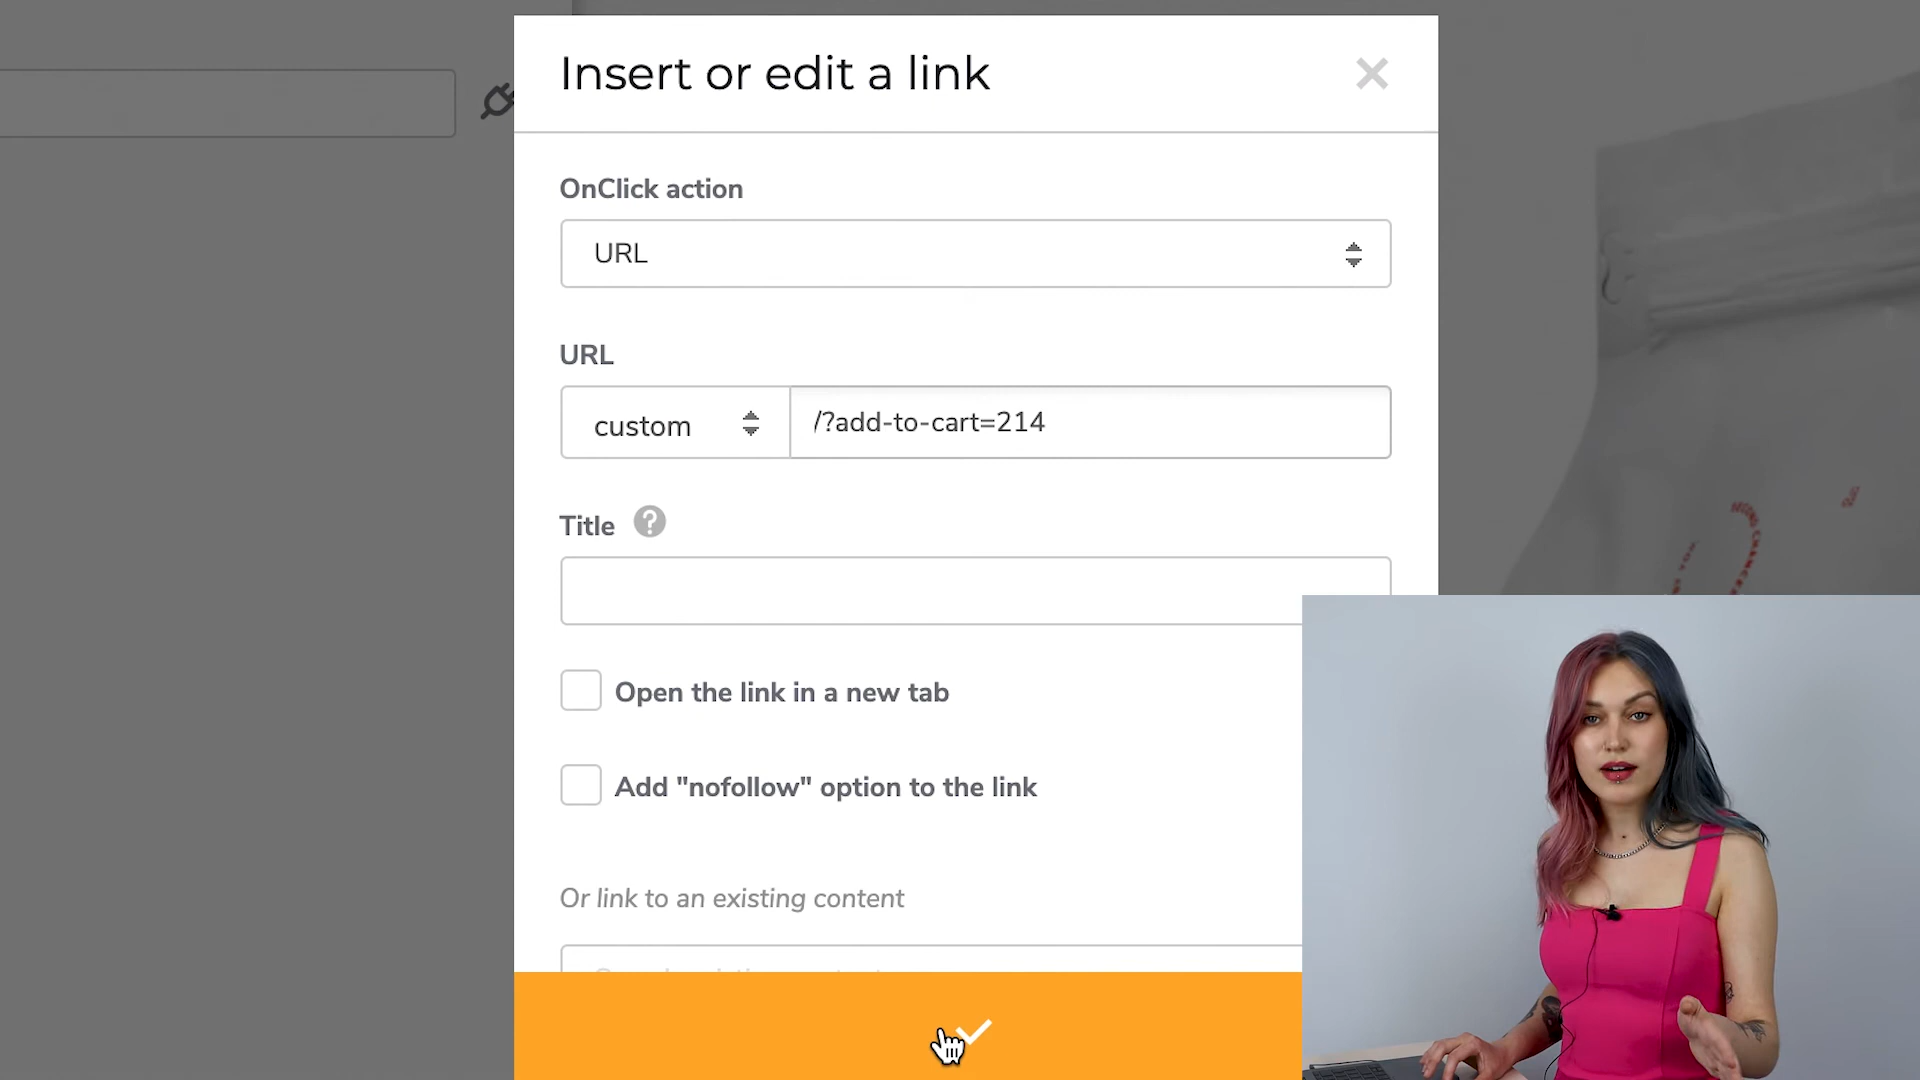 Insert or edit a link
OnClick action
URL
URL
custom
/?add-to-cart=214
Title
Open the link in a new tab
Add "nofollow" option to the link
Or link to an existing content